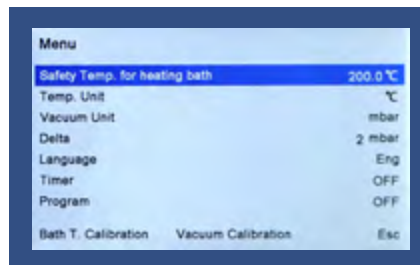 Menu
Safety Temp. for heating bath 200.0 ℃
Temp. Unit ℃
Vacuum Unit mbar
Delta 2 mbar
Language Eng
Timer OFF
Program OFF
Bath T. Calibration Vacuum Calibration Esc